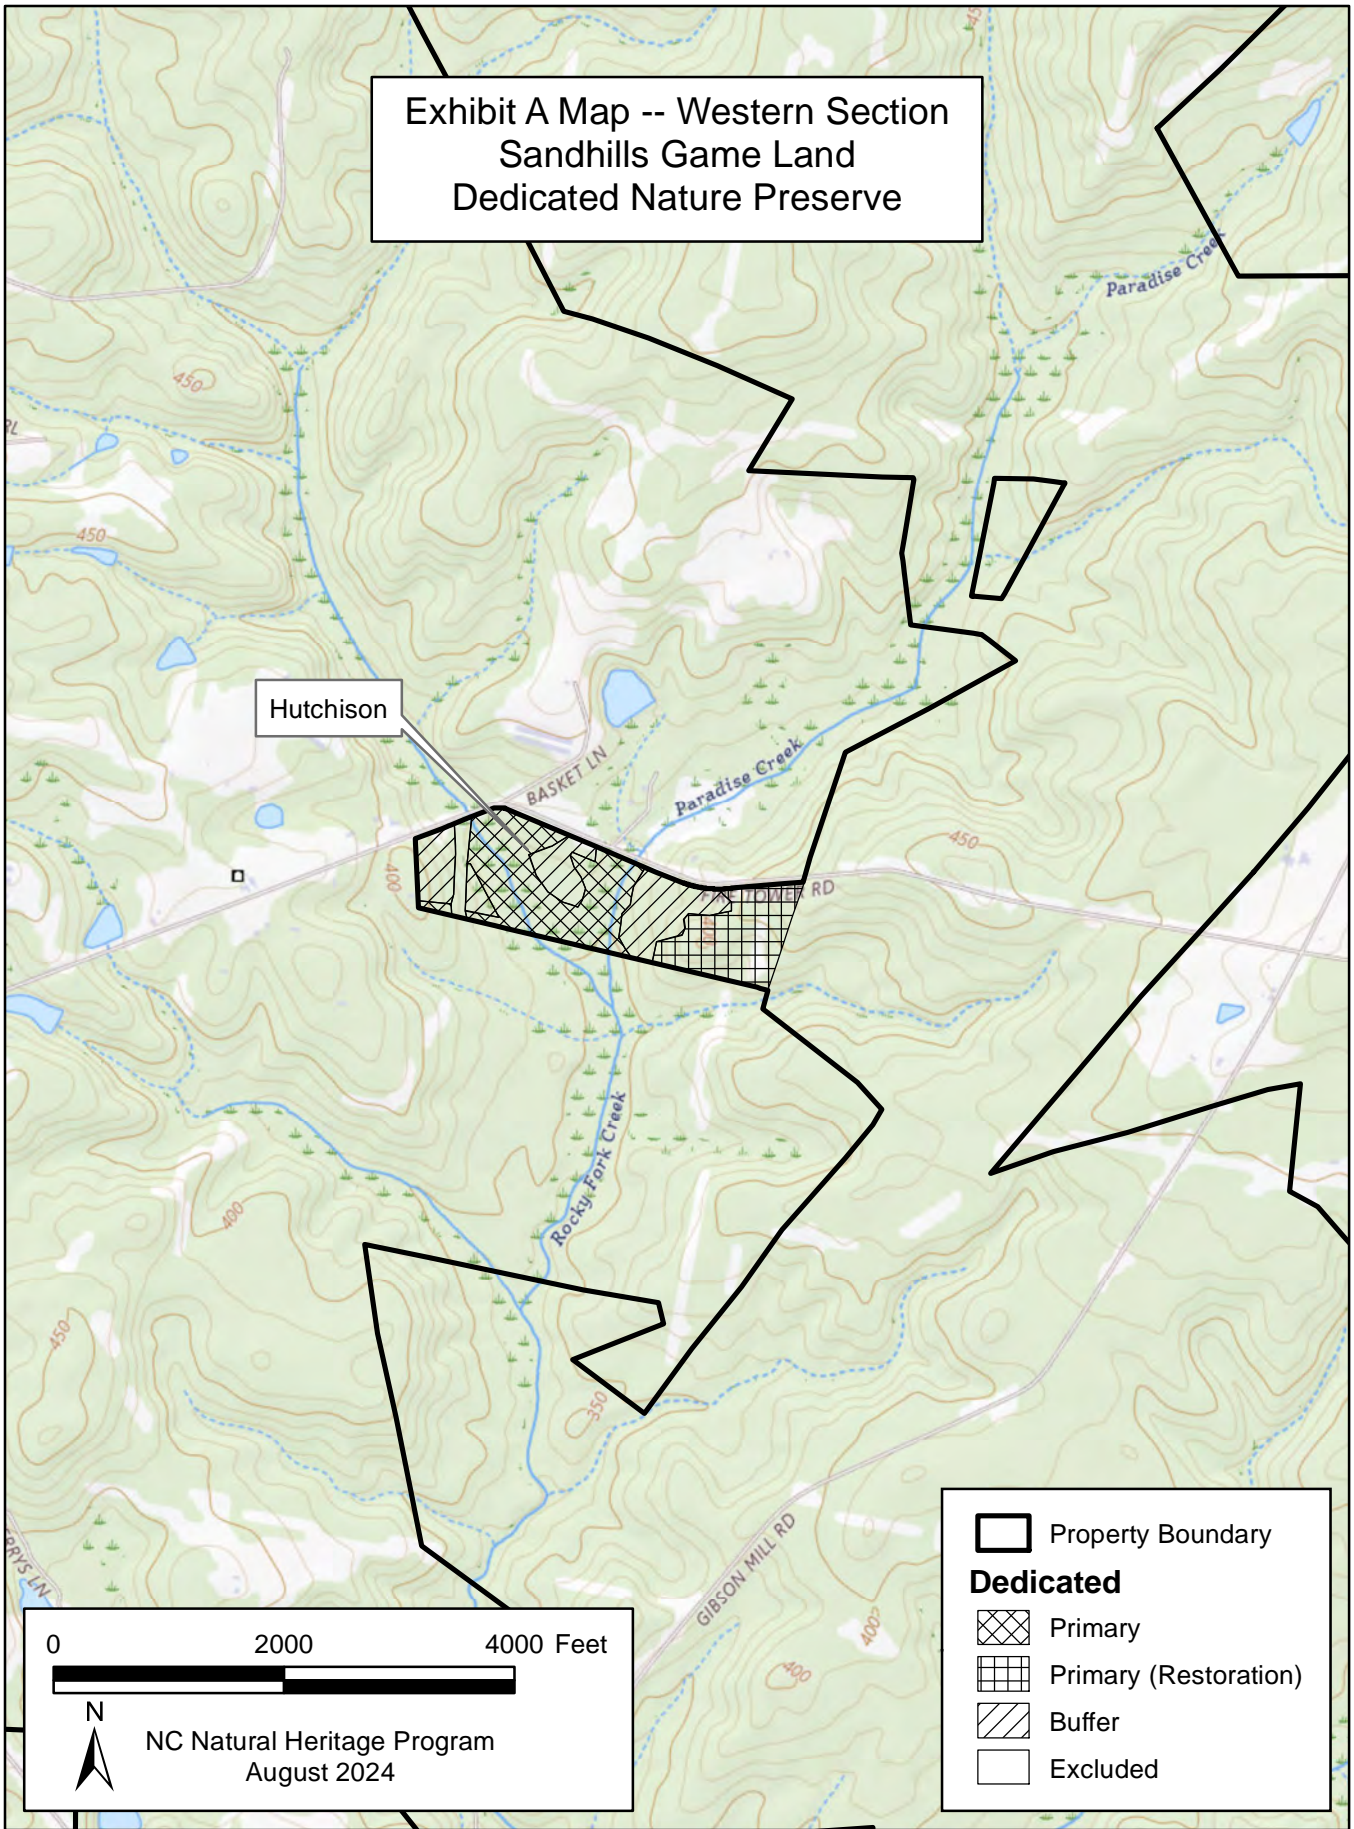 Exhibit A Map -- Western Section
Sandhills Game Land
Dedicated Nature Preserve
Paradise Creek
450
450
Hutchison
BASKET LN
Paradise Creek
450
400
FIRE TOWER RD
400
Rocky Fork Creek
400
450
350
GIBSON MILL RD
400
400
Property Boundary
Dedicated
Primary
Primary (Restoration)
Buffer
Excluded
0 2000 4000 Feet
N
NC Natural Heritage Program
August 2024